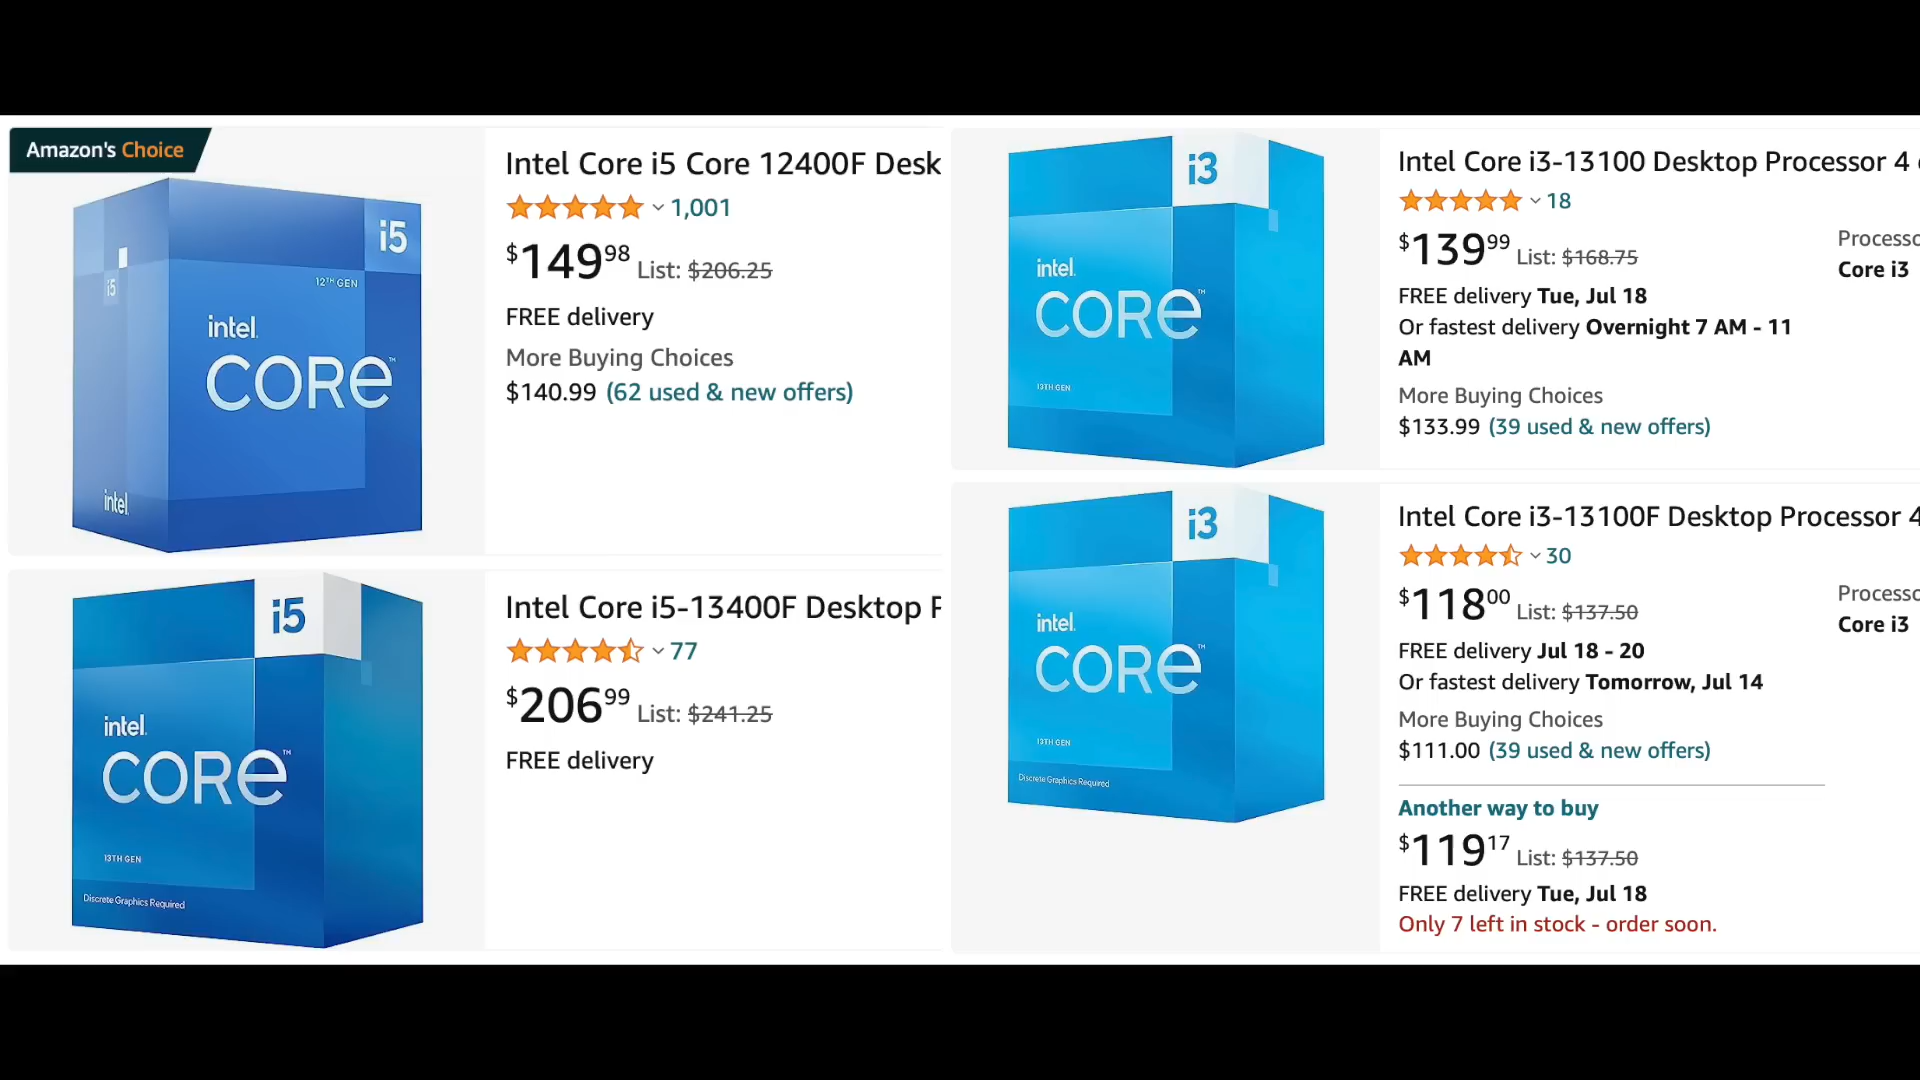 Amazon's Choice
i5
12TH GEN
i5
intel.
CORE™
intel.
Intel Core i5 Core 12400F Desk
1,001
$149.98 List: $206.25
FREE delivery
More Buying Choices
$140.99 (62 used & new offers)
i5
intel.
CORE™
13TH GEN
Discrete Graphics Required
Intel Core i5-13400F Desktop
77
$206.99 List: $241.25
FREE delivery
i3
intel.
CORE™
13TH GEN
Intel Core i3-13100 Desktop Processor 4
18
$139.99 List: $168.75
Processo
Core i3
FREE delivery Tue, Jul 18
Or fastest delivery Overnight 7 AM - 11
AM
More Buying Choices
$133.99 (39 used & new offers)
i3
intel.
CORE™
13TH GEN
Discrete Graphics Required
Intel Core i3-13100F Desktop Processor 4
30
$118.00 List: $137.50
Processo
Core i3
FREE delivery Jul 18 - 20
Or fastest delivery Tomorrow, Jul 14
More Buying Choices
$111.00 (39 used & new offers)
Another way to buy
$119.17 List: $137.50
FREE delivery Tue, Jul 18
Only 7 left in stock - order soon.